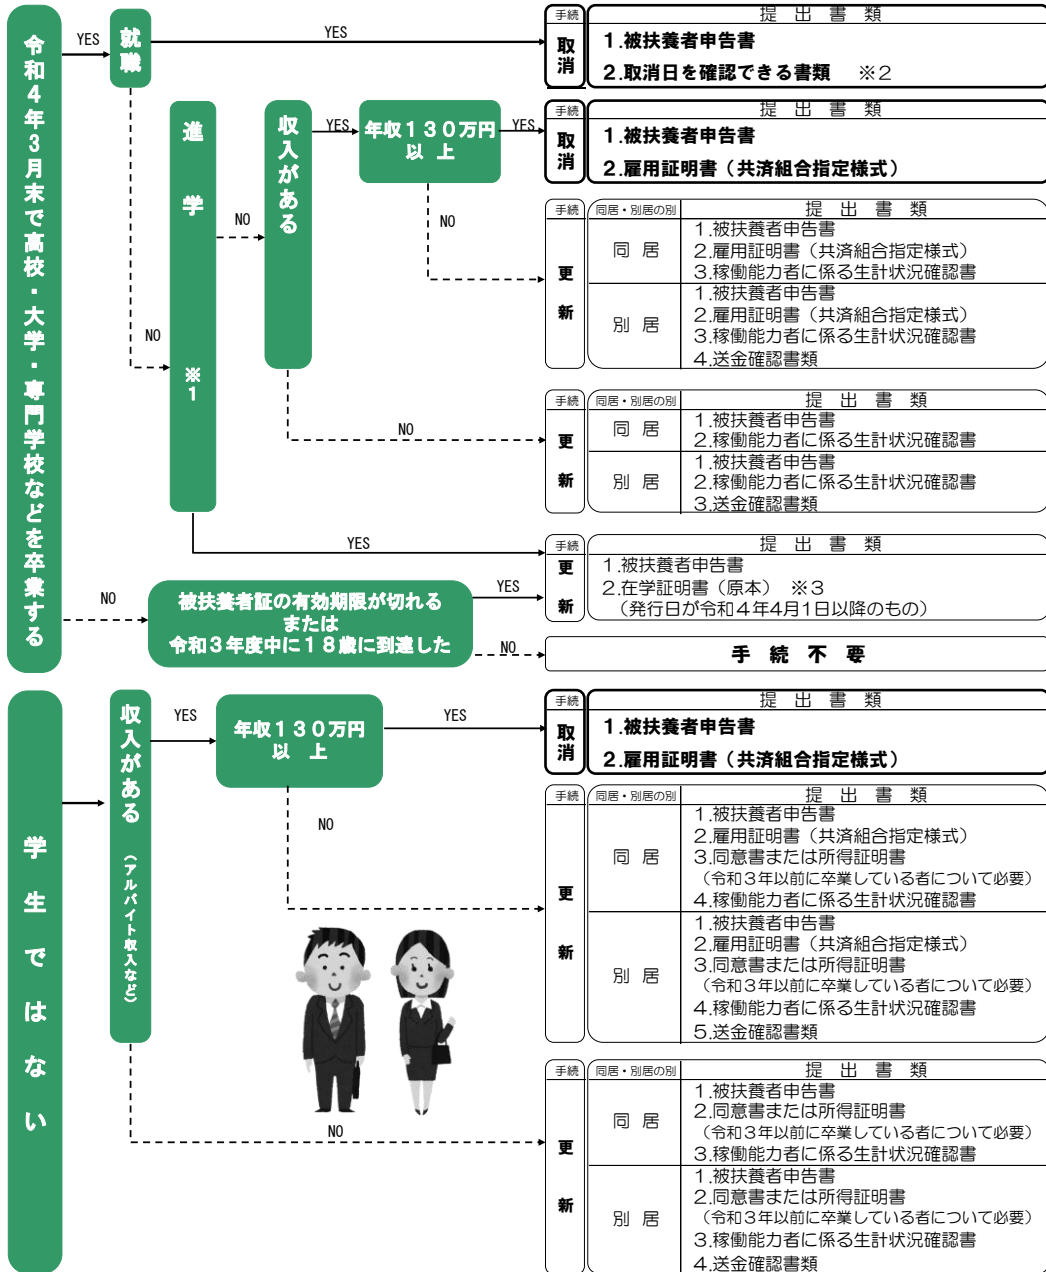 令和４年３月末で高校・大学・専門学校などを卒業する
YES
就職
YES
手続
提出書類
取消
1.被扶養者申告書
2.取消日を確認できる書類 ※2
NO
進学 ※1
NO
収入がある
YES
年収１３０万円
以上
YES
手続
提出書類
取消
1.被扶養者申告書
2.雇用証明書（共済組合指定様式）
NO
手続
同居・別居の別
提出書類
更新
同居
1.被扶養者申告書
2.雇用証明書（共済組合指定様式）
3.稼働能力者に係る生計状況確認書
別居
1.被扶養者申告書
2.雇用証明書（共済組合指定様式）
3.稼働能力者に係る生計状況確認書
4.送金確認書類
NO
手続
同居・別居の別
提出書類
更新
同居
1.被扶養者申告書
2.稼働能力者に係る生計状況確認書
別居
1.被扶養者申告書
2.稼働能力者に係る生計状況確認書
3.送金確認書類
YES
手続
提出書類
更新
1.被扶養者申告書
2.在学証明書（原本） ※3
（発行日が令和４年４月１日以降のもの）
NO
被扶養者証の有効期限が切れる
または
令和３年度中に１８歳に到達した
YES
NO
手続不要
学生ではない
収入がある（アルバイト収入など）
YES
年収１３０万円
以上
YES
手続
提出書類
取消
1.被扶養者申告書
2.雇用証明書（共済組合指定様式）
NO
手続
同居・別居の別
提出書類
更新
同居
1.被扶養者申告書
2.雇用証明書（共済組合指定様式）
3.同意書または所得証明書
（令和３年以前に卒業している者について必要）
4.稼働能力者に係る生計状況確認書
別居
1.被扶養者申告書
2.雇用証明書（共済組合指定様式）
3.同意書または所得証明書
（令和３年以前に卒業している者について必要）
4.稼働能力者に係る生計状況確認書
5.送金確認書類
NO
手続
同居・別居の別
提出書類
更新
同居
1.被扶養者申告書
2.同意書または所得証明書
（令和３年以前に卒業している者について必要）
3.稼働能力者に係る生計状況確認書
別居
1.被扶養者申告書
2.同意書または所得証明書
（令和３年以前に卒業している者について必要）
3.稼働能力者に係る生計状況確認書
4.送金確認書類